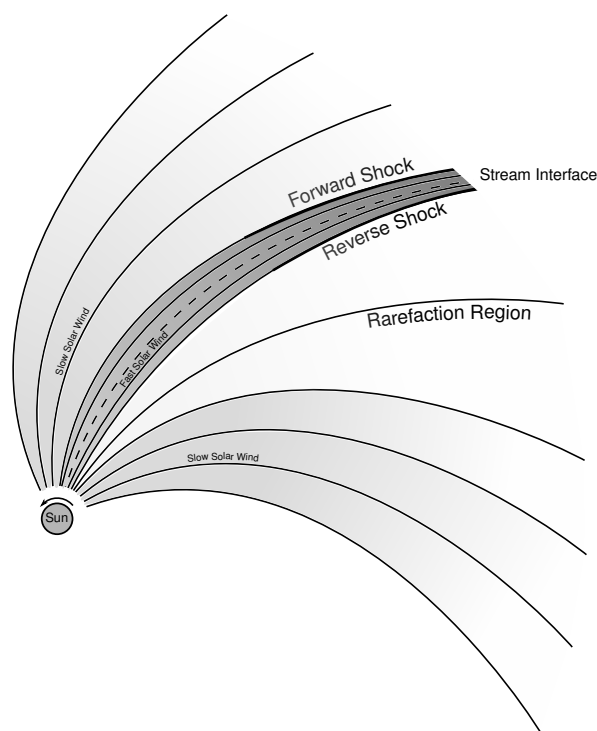 Forward Shock
Stream Interface
Reverse Shock
Rarefaction Region
Slow Solar Wind
Fast Solar Wind
Slow Solar Wind
Sun